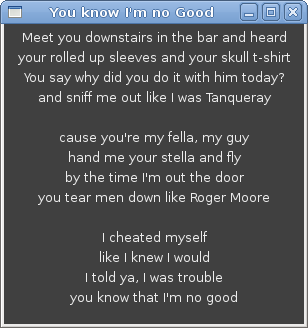 You know I'm no Good
Meet you downstairs in the bar and heard
your rolled up sleeves and your skull t-shirt
You say why did you do it with him today?
and sniff me out like I was Tanqueray
cause you're my fella, my guy
hand me your stella and fly
by the time I'm out the door
you tear men down like Roger Moore
I cheated myself
like I knew I would
I told ya, I was trouble
you know that I'm no good